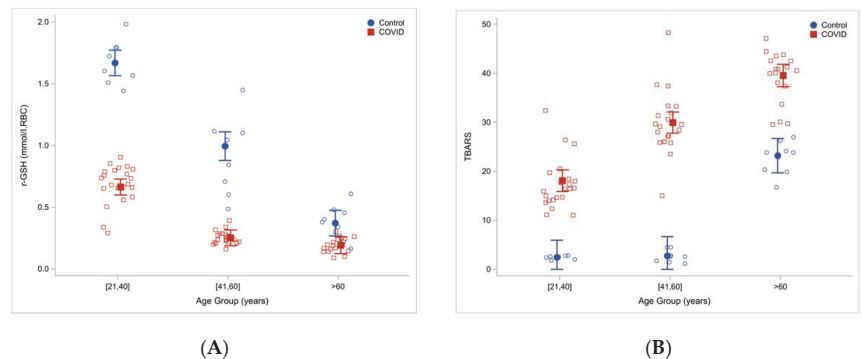 Control
COVID
2.0
1.5
1.0
0.5
0.0
r-GSH (mmol/l.RBC)
[21,40]
[41,60]
>60
Age Group (years)
(A)
Control
COVID
50
40
30
20
10
0
TBARS
[21,40]
[41,60]
>60
Age Group (years)
(B)